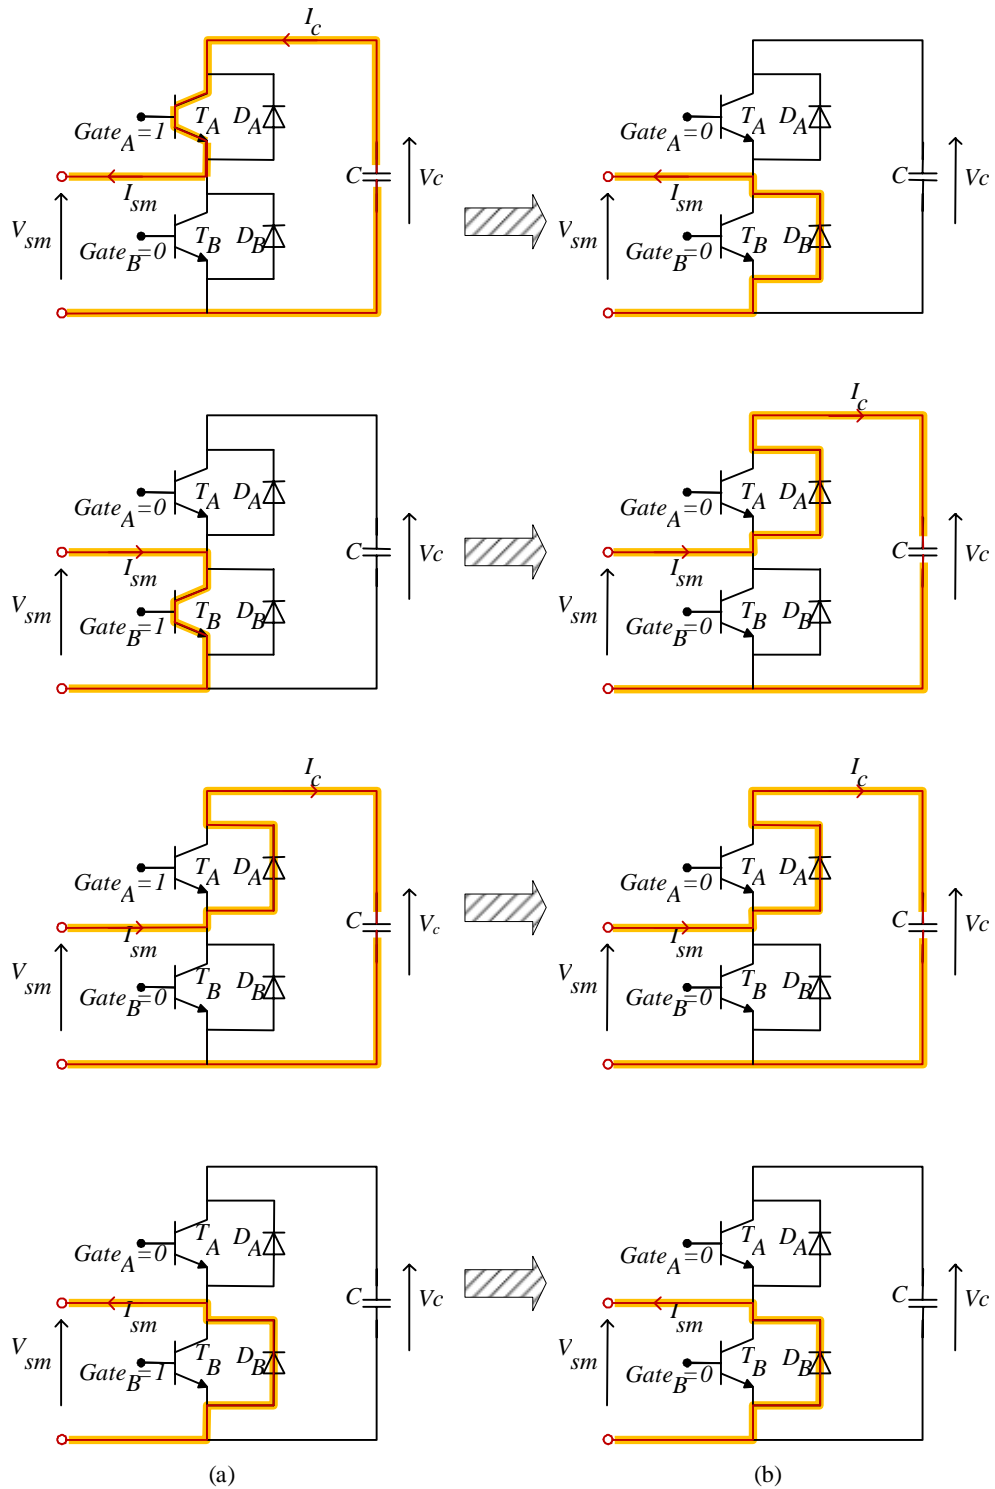 I_c
T_A D_A
Gate_A=1
C Vc
I_sm
V_sm T_B D_B
Gate_B=0
T_A D_A
Gate_A=0
C Vc
I_sm
V_sm T_B D_B
Gate_B=0
T_A D_A
Gate_A=0
C Vc
I_sm
V_sm T_B D_B
Gate_B=1
I_c
T_A D_A
Gate_A=0
C Vc
I_sm
V_sm T_B D_B
Gate_B=0
I_c
T_A D_A
Gate_A=1
C V_c
I_sm
V_sm T_B D_B
Gate_B=0
I_c
T_A D_A
Gate_A=0
C Vc
I_sm
V_sm T_B D_B
Gate_B=0
T_A D_A
Gate_A=0
C Vc
I_sm
V_sm T_B D_B
Gate_B=1
T_A D_A
Gate_A=0
C Vc
I_sm
V_sm T_B D_B
Gate_B=0
(a) (b)